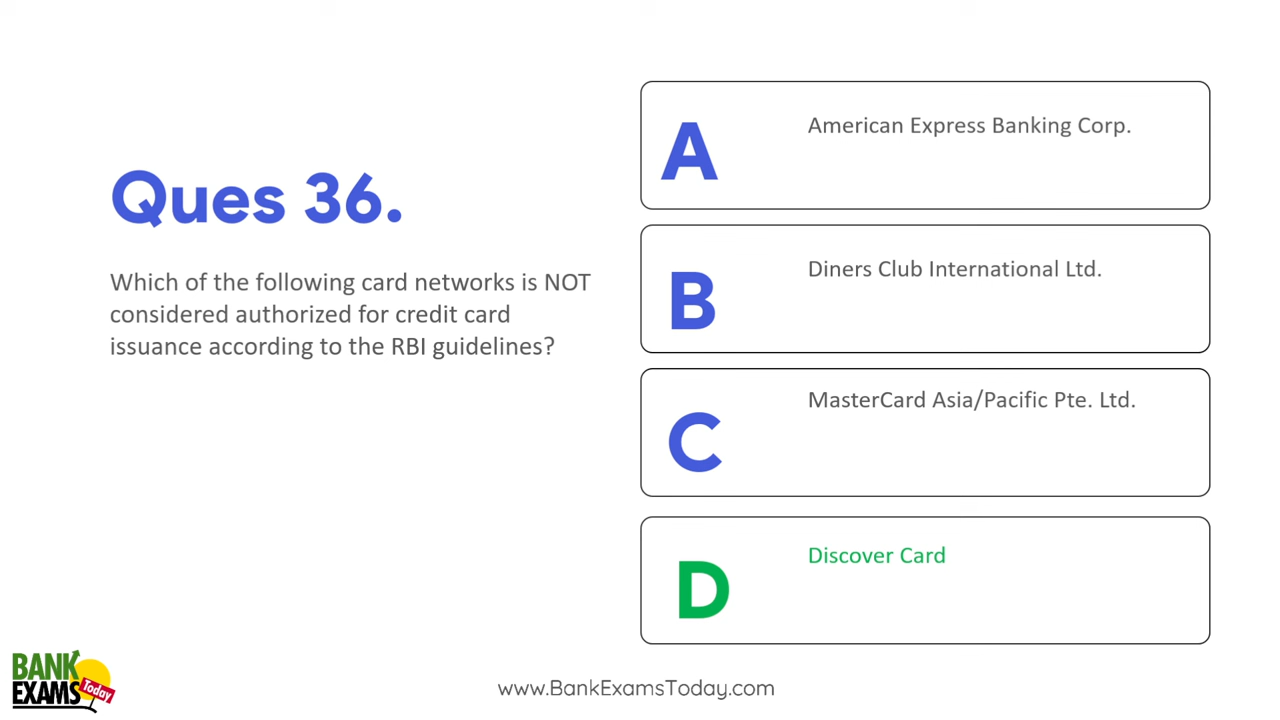 Ques 36.
Which of the following card networks is NOT
considered authorized for credit card
issuance according to the RBI guidelines?
A
American Express Banking Corp.
B
Diners Club International Ltd.
C
MasterCard Asia/Pacific Pte. Ltd.
D
Discover Card
BANK
EXAMS
Today
www.BankExamsToday.com